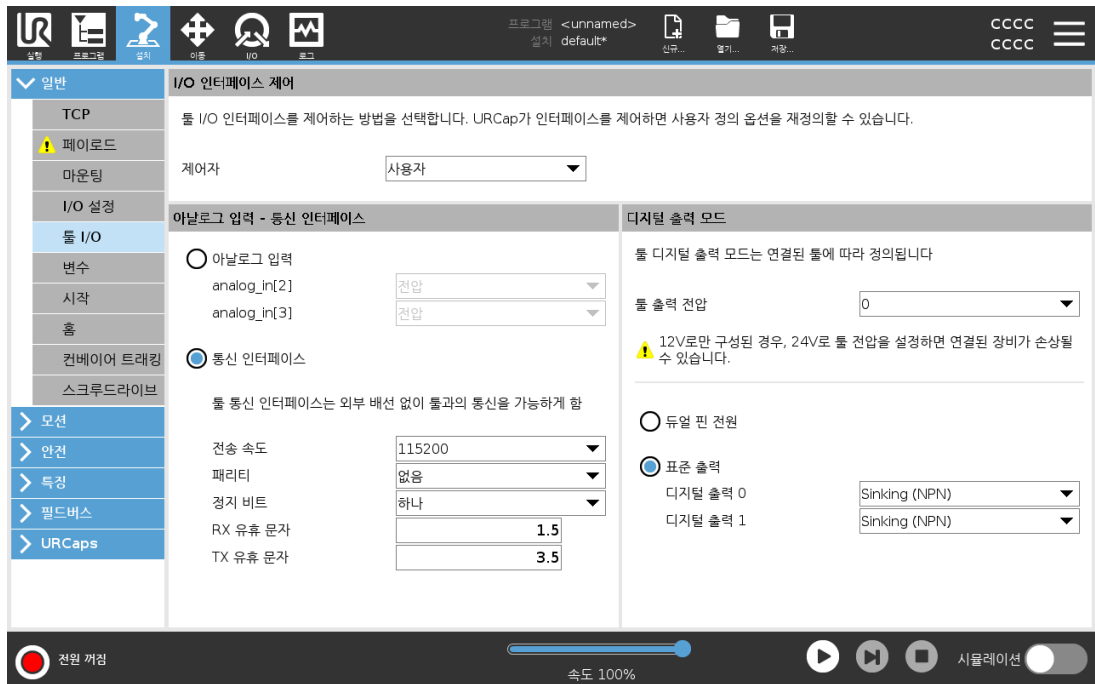 실행
프로그램
설치
이동
I/O
로그
프로그램 <unnamed>
설치 default*
신규...
열기...
저장...
cccc
cccc
일반
TCP
페이로드
마운팅
I/O 설정
툴 I/O
변수
시작
홈
컨베이어 트래킹
스크루드라이브
모션
안전
특징
필드버스
URCaps
I/O 인터페이스 제어
툴 I/O 인터페이스를 제어하는 방법을 선택합니다. URCap가 인터페이스를 제어하면 사용자 정의 옵션을 재정의할 수 있습니다.
제어자 사용자
아날로그 입력 - 통신 인터페이스
아날로그 입력
analog_in[2] 전압
analog_in[3] 전압
통신 인터페이스
툴 통신 인터페이스는 외부 배선 없이 툴과의 통신을 가능하게 함
전송 속도 115200
패리티 없음
정지 비트 하나
RX 유휴 문자 1.5
TX 유휴 문자 3.5
디지털 출력 모드
툴 디지털 출력 모드는 연결된 툴에 따라 정의됩니다
툴 출력 전압 0
12V로만 구성된 경우, 24V로 툴 전압을 설정하면 연결된 장비가 손상될
수 있습니다.
듀얼 핀 전원
표준 출력
디지털 출력 0 Sinking (NPN)
디지털 출력 1 Sinking (NPN)
전원 꺼짐
속도 100%
시뮬레이션